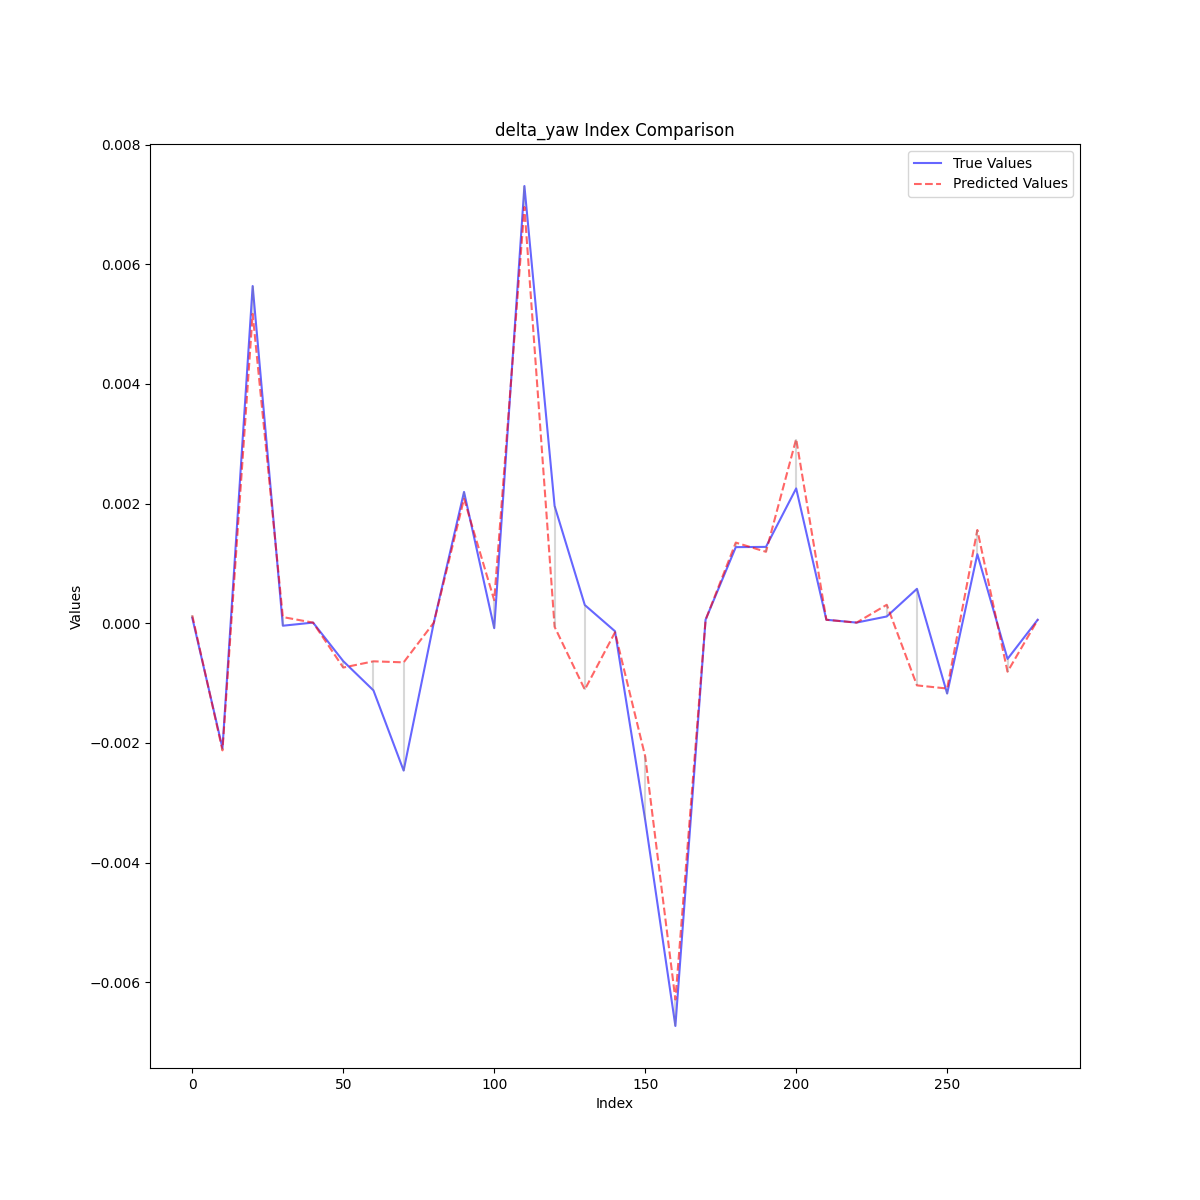 delta_yaw Index Comparison
True Values
Predicted Values
0.008
0.006
0.004
0.002
0.000
−0.002
−0.004
−0.006
Values
0 50 100 150 200 250
Index